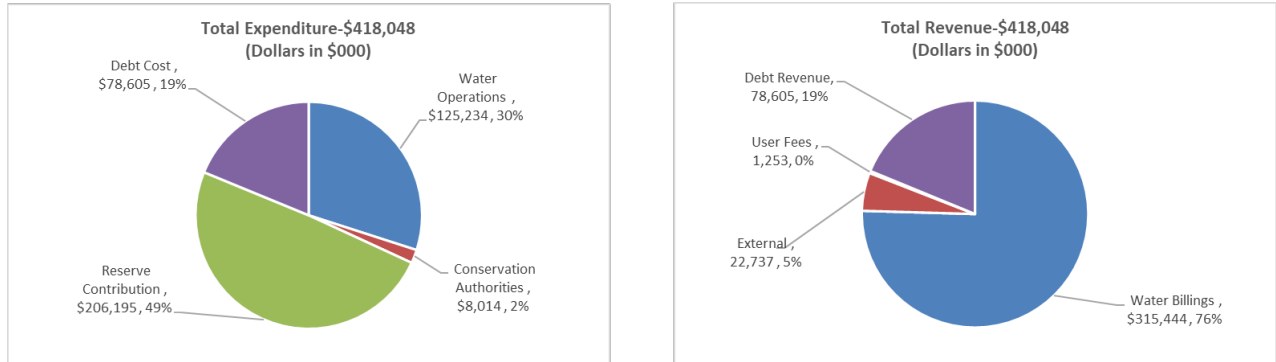 Total Expenditure-$418,048
(Dollars in $000)
Debt Cost ,
$78,605 , 19%
Water
Operations ,
$125,234 , 30%
Reserve
Contribution ,
$206,195 , 49%
Conservation
Authorities ,
$8,014 , 2%
Total Revenue-$418,048
(Dollars in $000)
Debt Revenue,
78,605, 19%
User Fees ,
1,253, 0%
External ,
22,737 , 5%
Water Billings ,
$315,444 , 76%